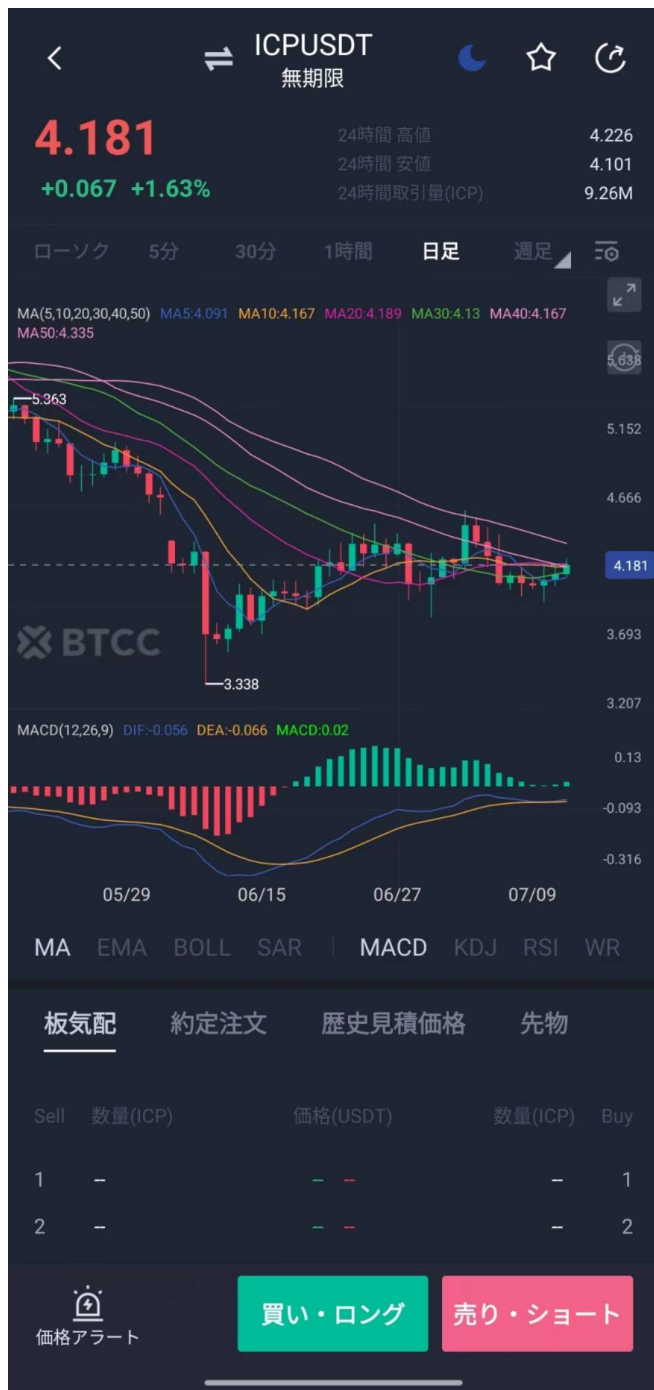 ICPUSDT
無期限
4.181
+0.067 +1.63%
24時間 高値 4.226
24時間 安値 4.101
24時間取引量(ICP) 9.26M
ローソク 5分 30分 1時間 日足 週足
MA(5,10,20,30,40,50) MA5:4.091 MA10:4.167 MA20:4.189 MA30:4.13 MA40:4.167
MA50:4.335
5.638
5.363
5.152
4.666
4.181
3.693
BTCC
3.338
3.207
MACD(12,26,9) DIF:-0.056 DEA:-0.066 MACD:0.02
0.13
-0.093
-0.316
05/29 06/15 06/27 07/09
MA EMA BOLL SAR MACD KDJ RSI WR
板気配 約定注文 歴史見積価格 先物
Sell 数量(ICP) 価格(USDT) 数量(ICP) Buy
1 -- -- -- -- 1
2 -- -- -- -- 2
価格アラート
買い・ロング
売り・ショート